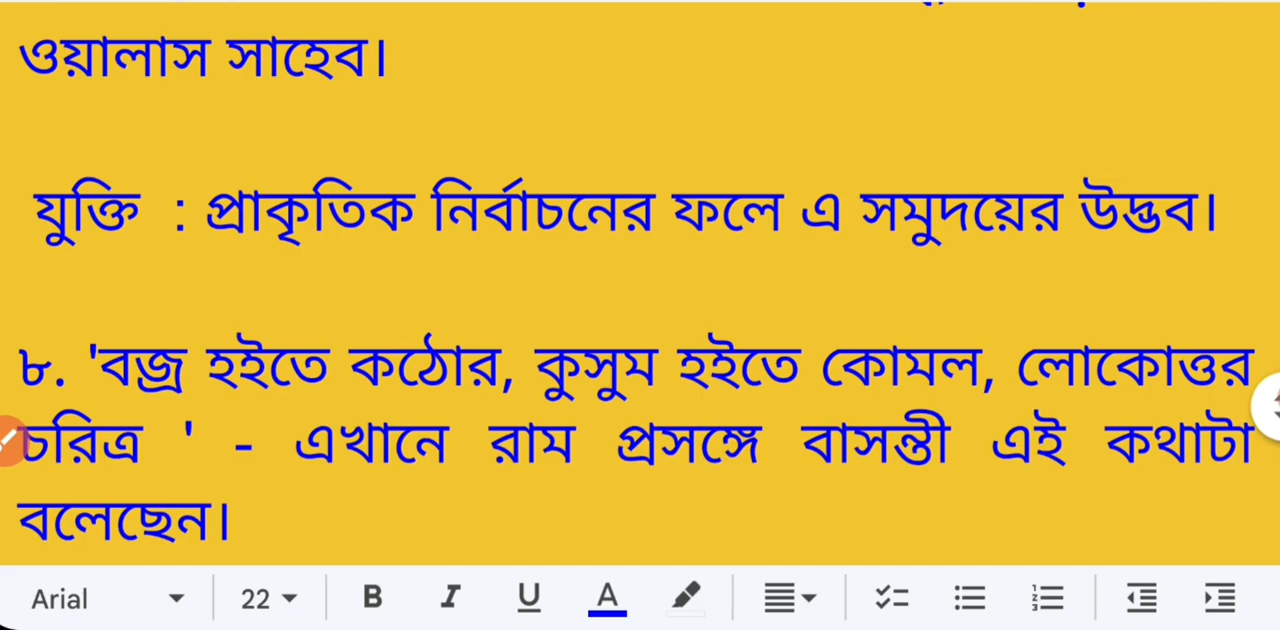 ওয়ালাস সাহেব।
যুক্তি : প্রাকৃতিক নির্বাচনের ফলে এ সমুদয়ের উদ্ভব।
৮. 'বজ্র হইতে কঠোর, কুসুম হইতে কোমল, লোকোত্তর
চরিত্র ' - এখানে রাম প্রসঙ্গে বাসন্তী এই কথাটা
বলেছেন।
Arial 22 B I U A